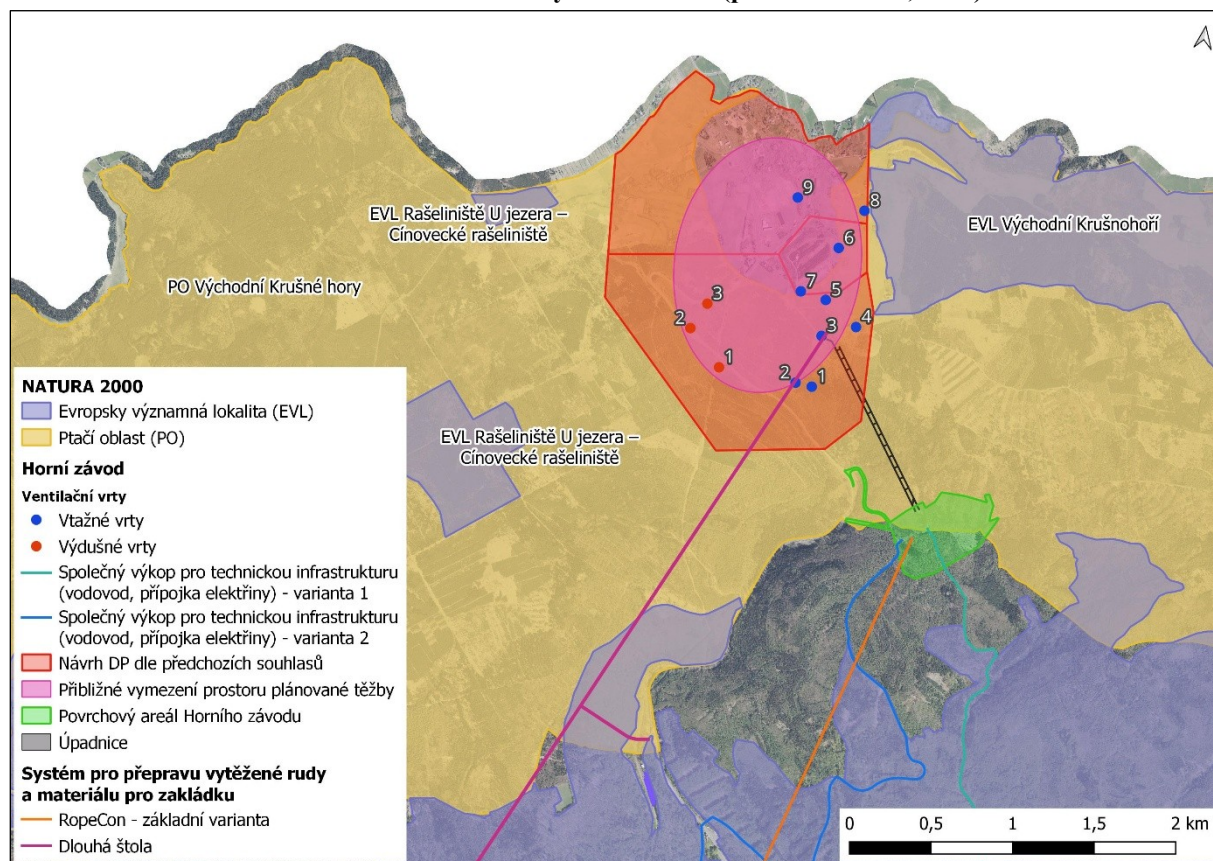 EVL Rašeliniště U jezera –
Cínovecké rašeliniště
PO Východní Krušné hory
EVL Východní Krušnohoří
9
8
6
7
5
3
4
3
2
1
2
1
EVL Rašeliniště U jezera –
Cínovecké rašeliniště
NATURA 2000
Evropsky významná lokalita (EVL)
Ptačí oblast (PO)
Horní závod
Ventilační vrty
Vtažné vrty
Výdušné vrty
Společný výkop pro technickou infrastrukturu
(vodovod, přípojka elektřiny) - varianta 1
Společný výkop pro technickou infrastrukturu
(vodovod, přípojka elektřiny) - varianta 2
Návrh DP dle předchozích souhlasů
Přibližné vymezení prostoru plánované těžby
Povrchový areál Horního závodu
Úpadnice
Systém pro přepravu vytěžené rudy
a materiálu pro zakládku
RopeCon - základní varianta
Dlouhá štola
0 0,5 1 1,5 2 km